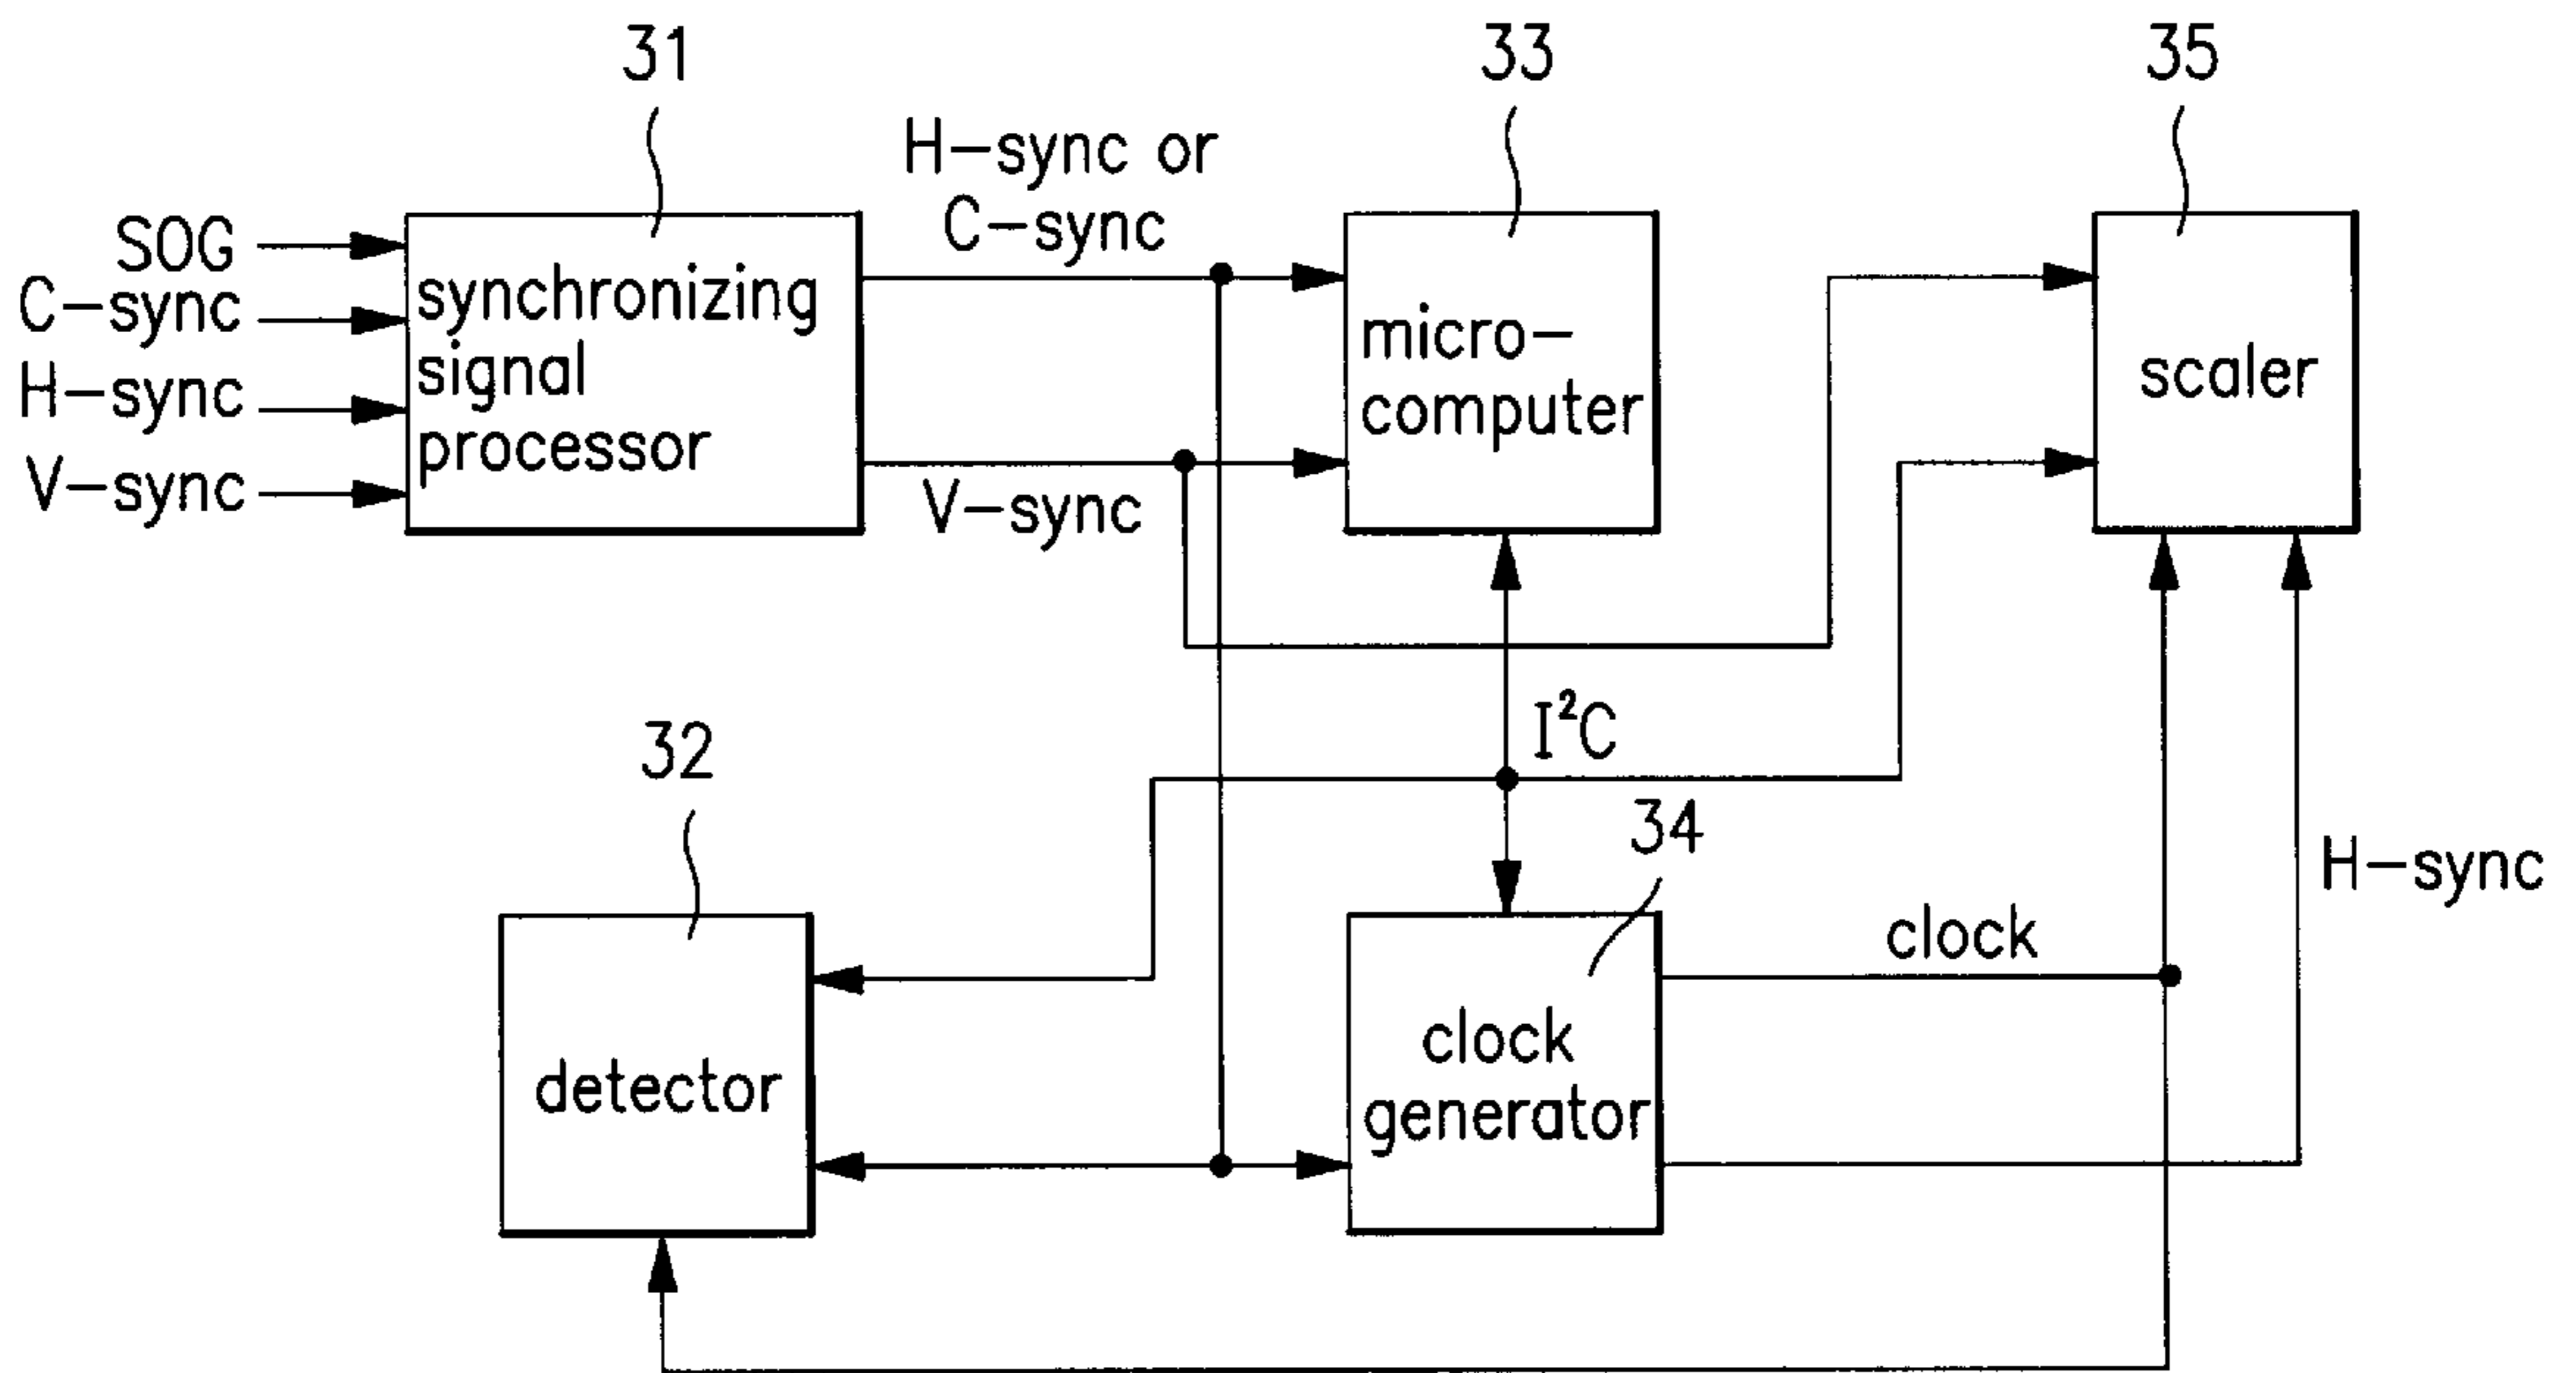 31
33
35
H-sync or
C-sync
SOG
C-sync
H-sync
V-sync
synchronizing
signal
processor
V-sync
micro-
computer
scaler
I²C
32
34
H-sync
clock
detector
clock
generator